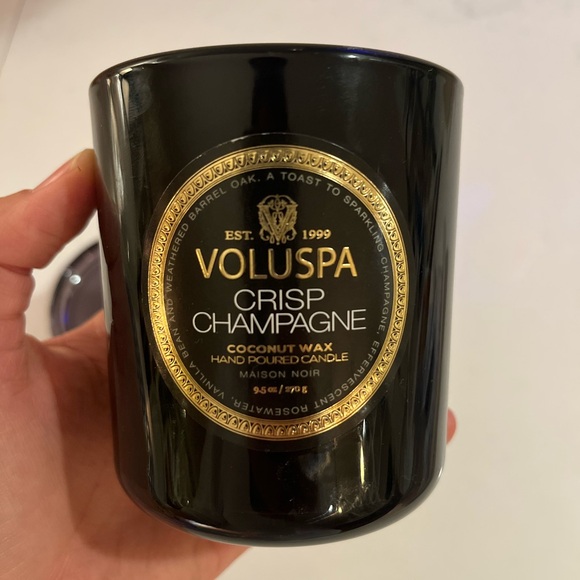 EST. 1999
VOLUSPA
CRISP
CHAMPAGNE
COCONUT WAX
HAND POURED CANDLE
MAISON NOIR
9.5 oz / 270 g
A TOAST TO SPARKLING CHAMPAGNE, EFFERVESCENT ROSEWATER, VANILLA BEAN AND WEATHERED BARREL OAK.